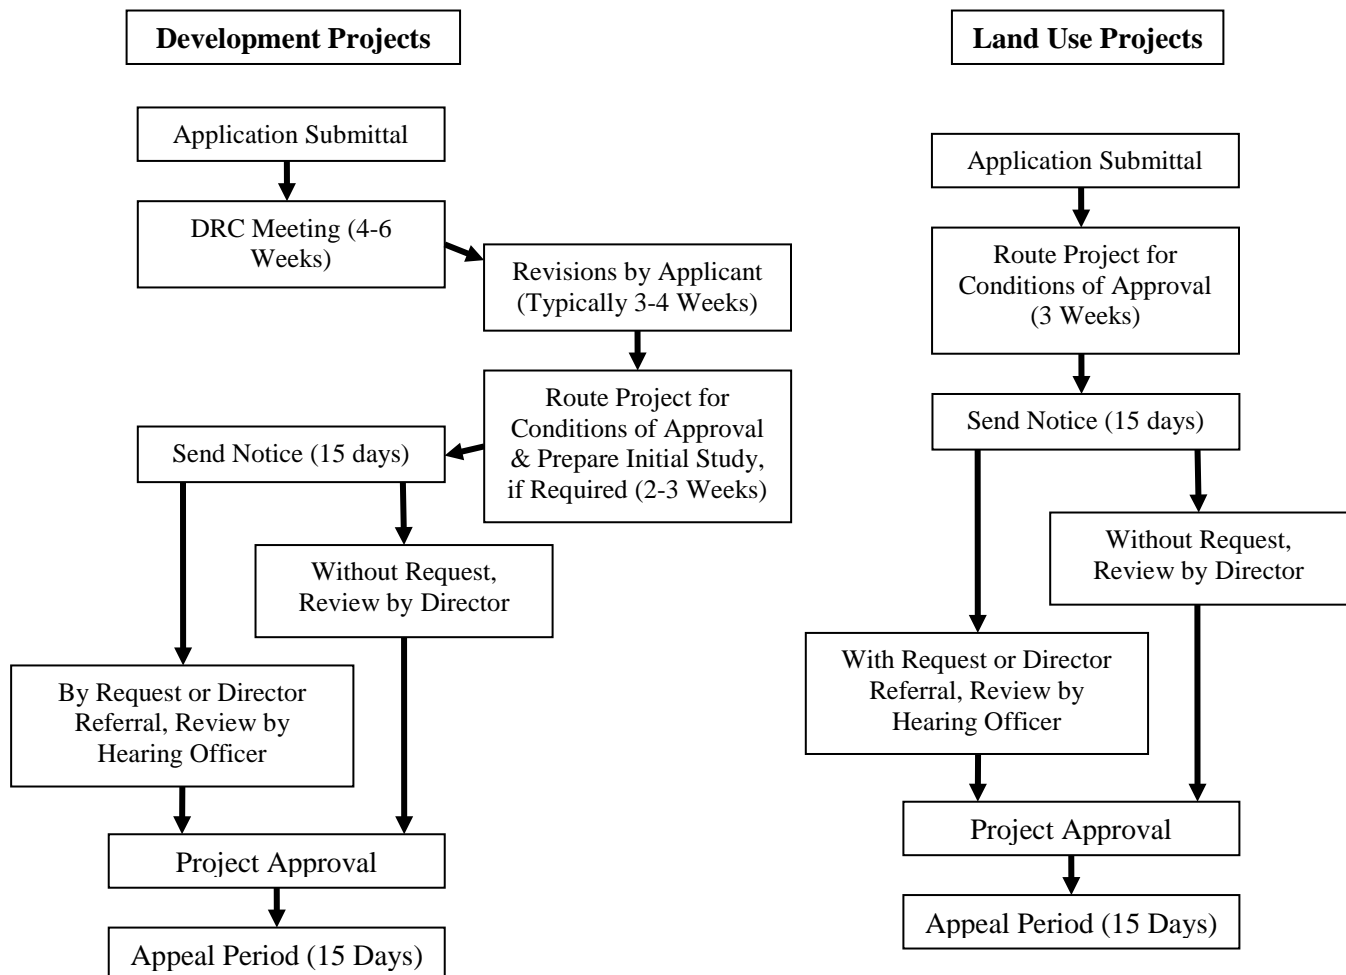 Development Projects
Application Submittal
DRC Meeting (4-6
Weeks)
Revisions by Applicant
(Typically 3-4 Weeks)
Route Project for
Conditions of Approval
& Prepare Initial Study,
if Required (2-3 Weeks)
Send Notice (15 days)
Without Request,
Review by Director
By Request or Director
Referral, Review by
Hearing Officer
Project Approval
Appeal Period (15 Days)
Land Use Projects
Application Submittal
Route Project for
Conditions of Approval
(3 Weeks)
Send Notice (15 days)
Without Request,
Review by Director
With Request or Director
Referral, Review by
Hearing Officer
Project Approval
Appeal Period (15 Days)